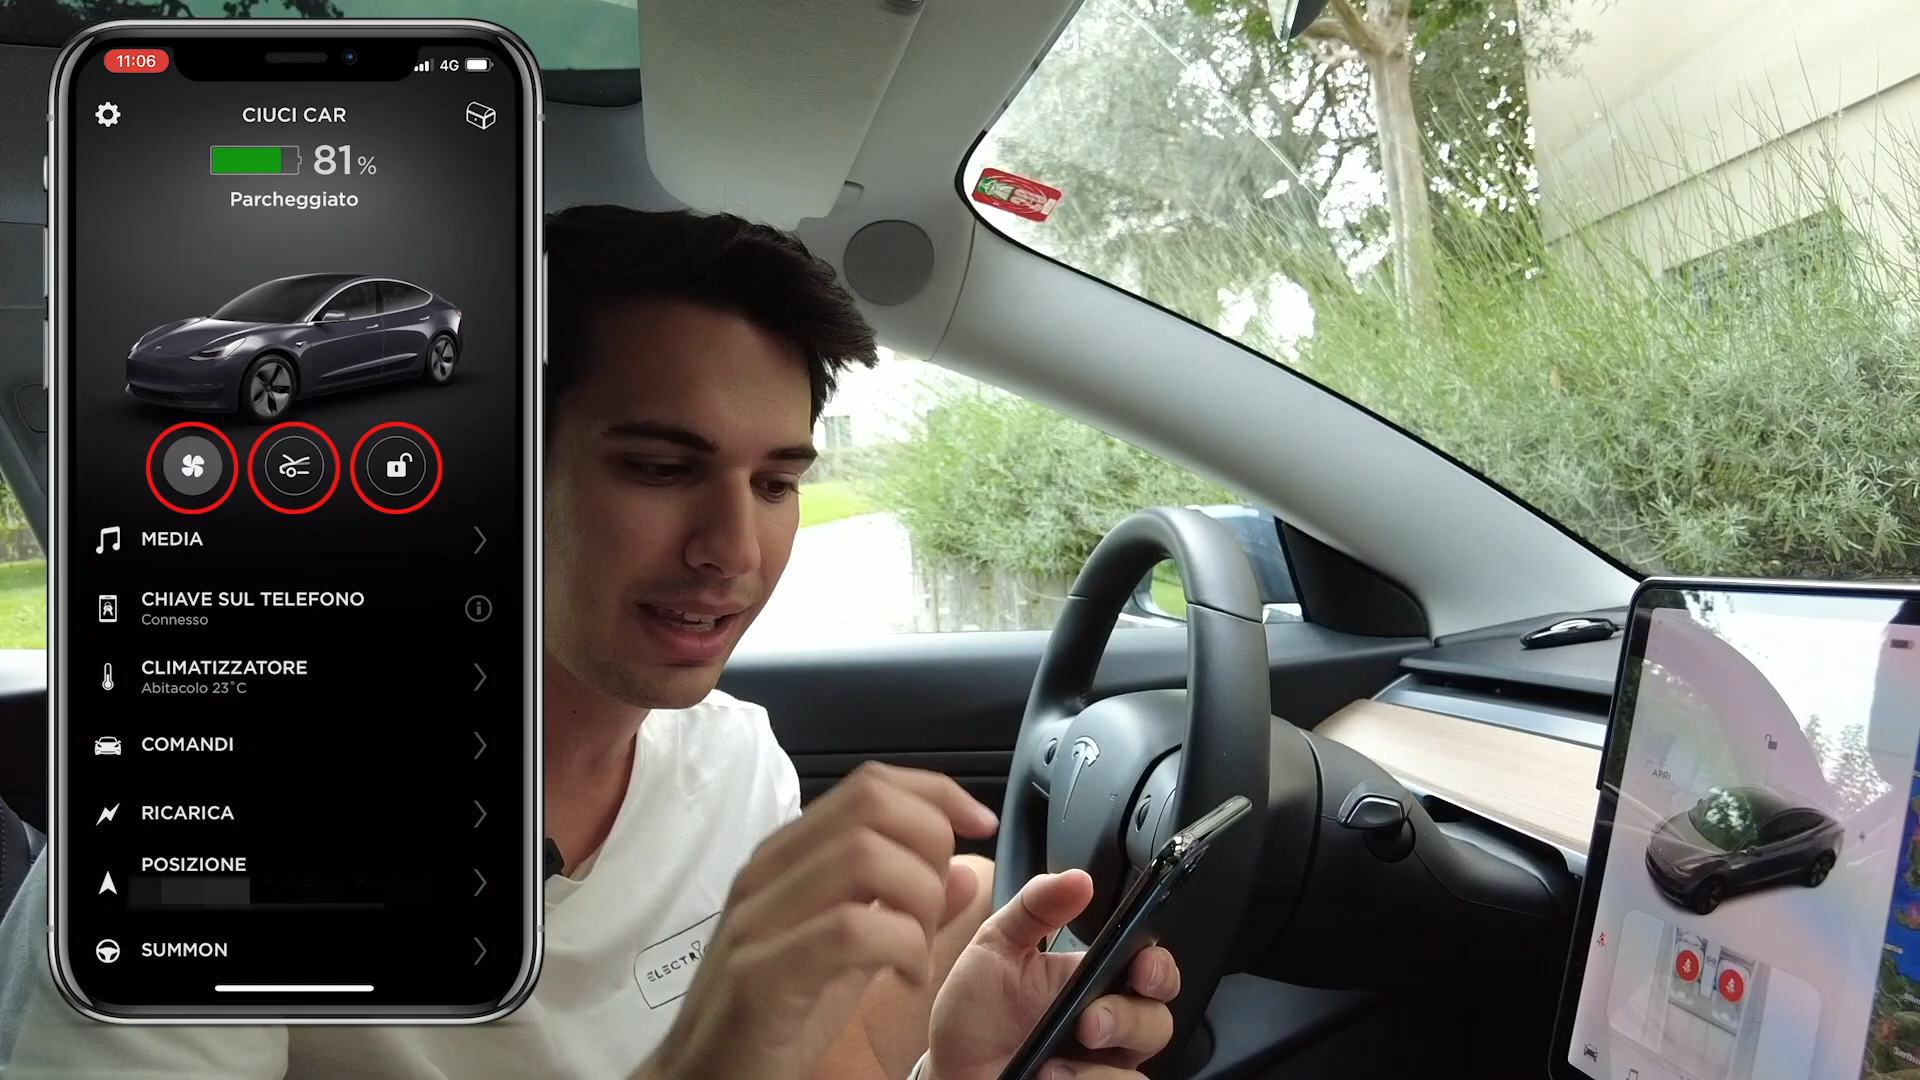 11:06
4G
CIUCI CAR
81%
Parcheggiato
MEDIA
CHIAVE SUL TELEFONO
Connesso
CLIMATIZZATORE
Abitacolo 23°C
COMANDI
RICARICA
POSIZIONE
SUMMON
APRI